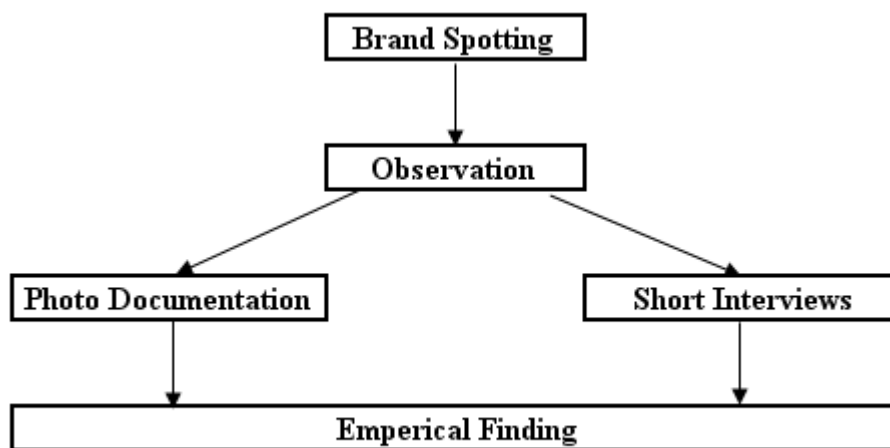 Brand Spotting
Observation
Photo Documentation
Short Interviews
Emperical Finding